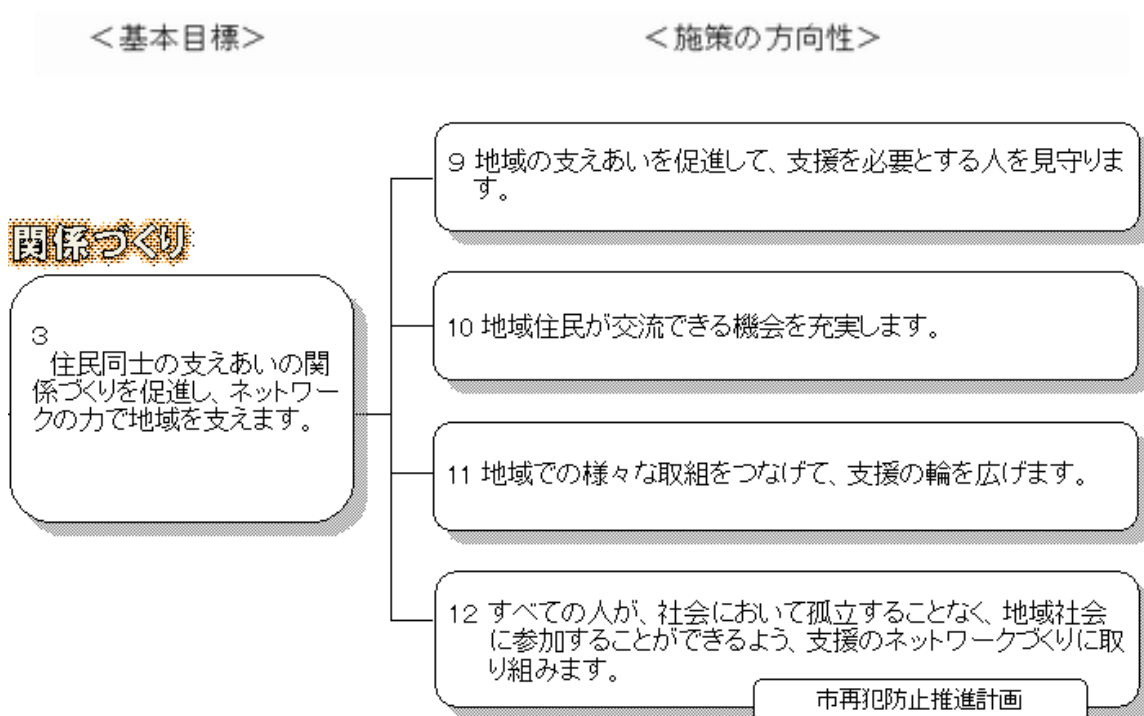 ＜基本目標＞
＜施策の方向性＞
関係づくり
3
住民同士の支えあいの関
係づくりを促進し、ネットワー
クの力で地域を支えます。
9 地域の支えあいを促進して、支援を必要とする人を見守りま
す。
10 地域住民が交流できる機会を充実します。
11 地域での様々な取組をつなげて、支援の輪を広げます。
12 すべての人が、社会において孤立することなく、地域社会
に参加することができるよう、支援のネットワークづくりに取
り組みます。
市再犯防止推進計画